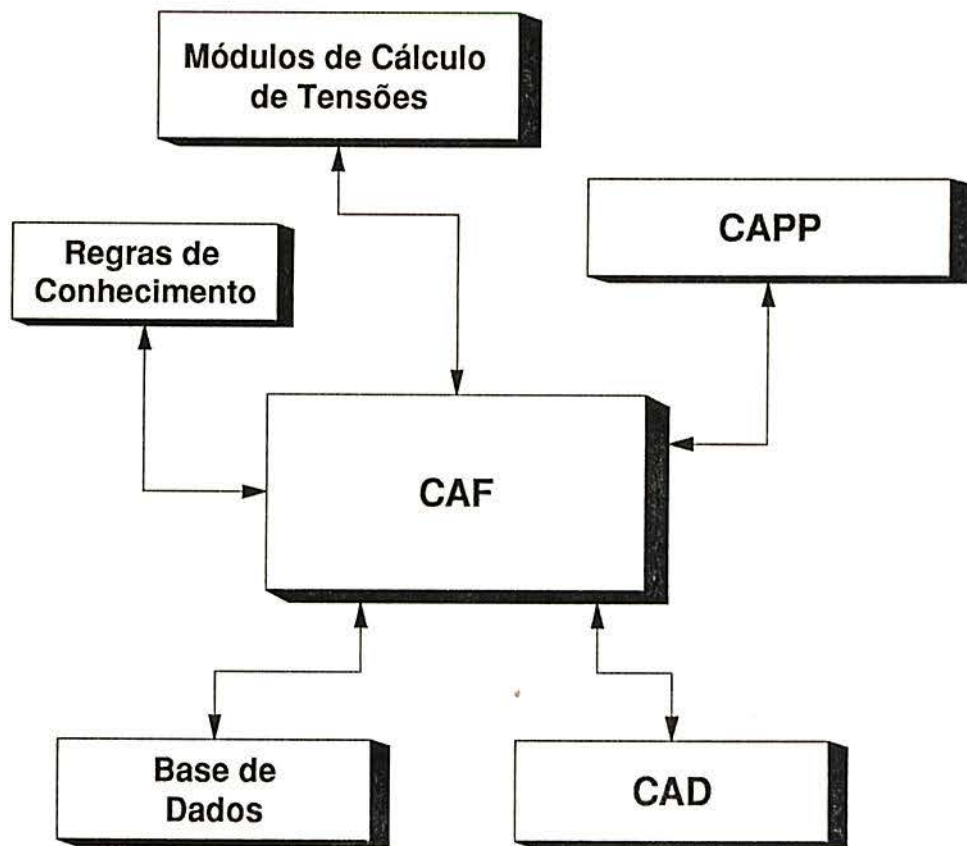 Módulos de Cálculo
de Tensões
CAPP
Regras de
Conhecimento
CAF
Base de
Dados
CAD